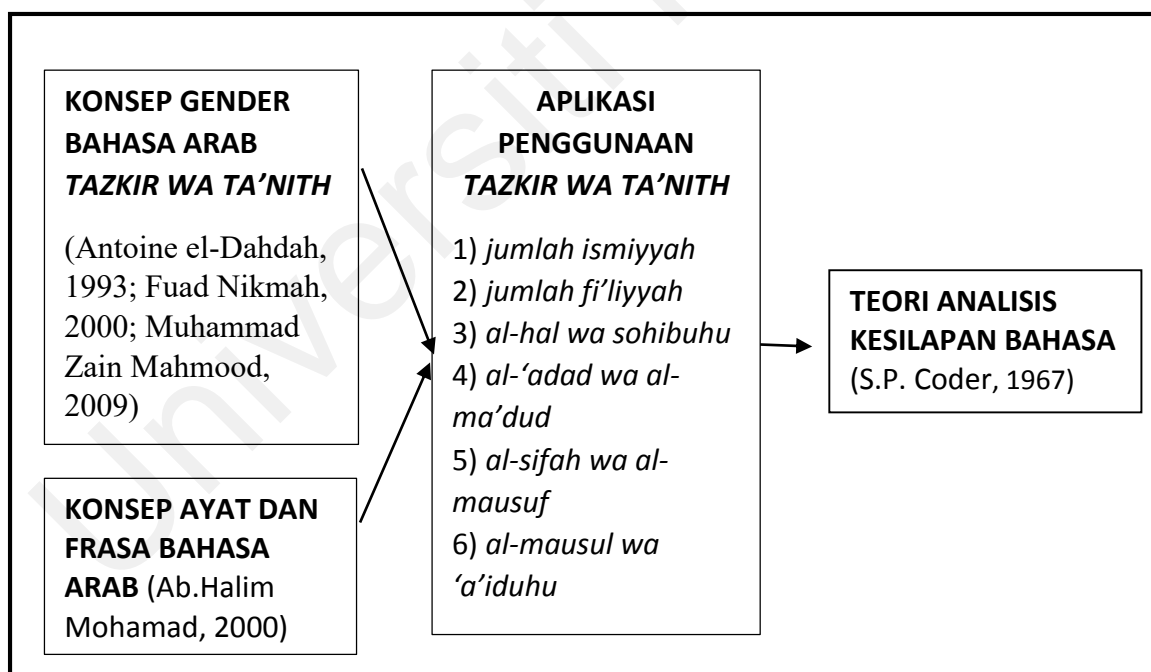 KONSEP GENDER
BAHASA ARAB
TAZKIR WA TA’NITH
(Antoine el-Dahdah,
1993; Fuad Nikmah,
2000; Muhammad
Zain Mahmood,
2009)
KONSEP AYAT DAN
FRASA BAHASA
ARAB (Ab.Halim
Mohamad, 2000)
APLIKASI
PENGGUNAAN
TAZKIR WA TA’NITH
1) jumlah ismiyyah
2) jumlah fi’liyyah
3) al-hal wa sohibuhu
4) al-‘adad wa al-
ma’dud
5) al-sifah wa al-
mausuf
6) al-mausul wa
‘a’iduhu
TEORI ANALISIS
KESILAPAN BAHASA
(S.P. Coder, 1967)
Universiti